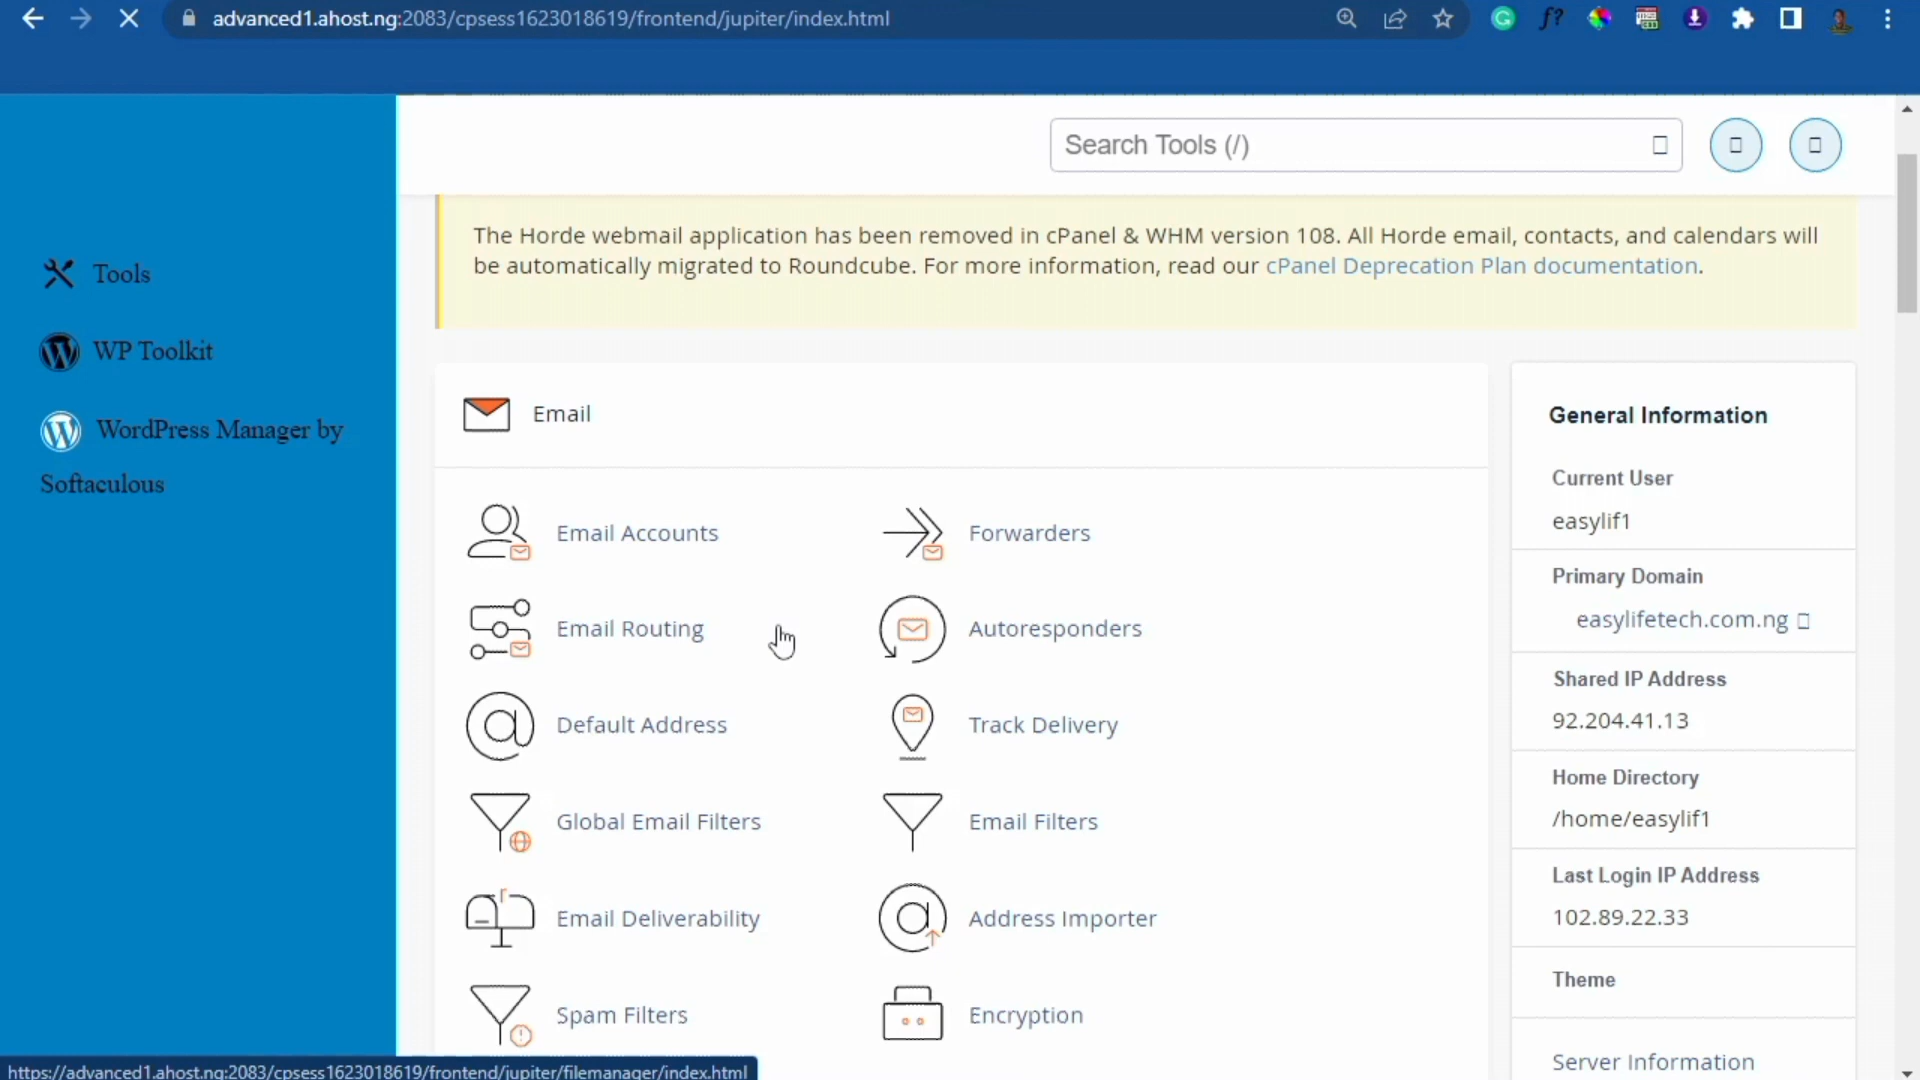 advanced1.ahost.ng:2083/cpsess1623018619/frontend/jupiter/index.html
Search Tools (/)
Tools
WP Toolkit
WordPress Manager by
Softaculous
The Horde webmail application has been removed in cPanel & WHM version 108. All Horde email, contacts, and calendars will
be automatically migrated to Roundcube. For more information, read our cPanel Deprecation Plan documentation.
Email
Email Accounts
Forwarders
Email Routing
Autoresponders
Default Address
Track Delivery
Global Email Filters
Email Filters
Email Deliverability
Address Importer
Spam Filters
Encryption
General Information
Current User
easylif1
Primary Domain
easylifetech.com.ng
Shared IP Address
92.204.41.13
Home Directory
/home/easylif1
Last Login IP Address
102.89.22.33
Theme
Server Information
https://advanced1.ahost.ng:2083/cpsess1623018619/frontend/jupiter/filemanager/index.html